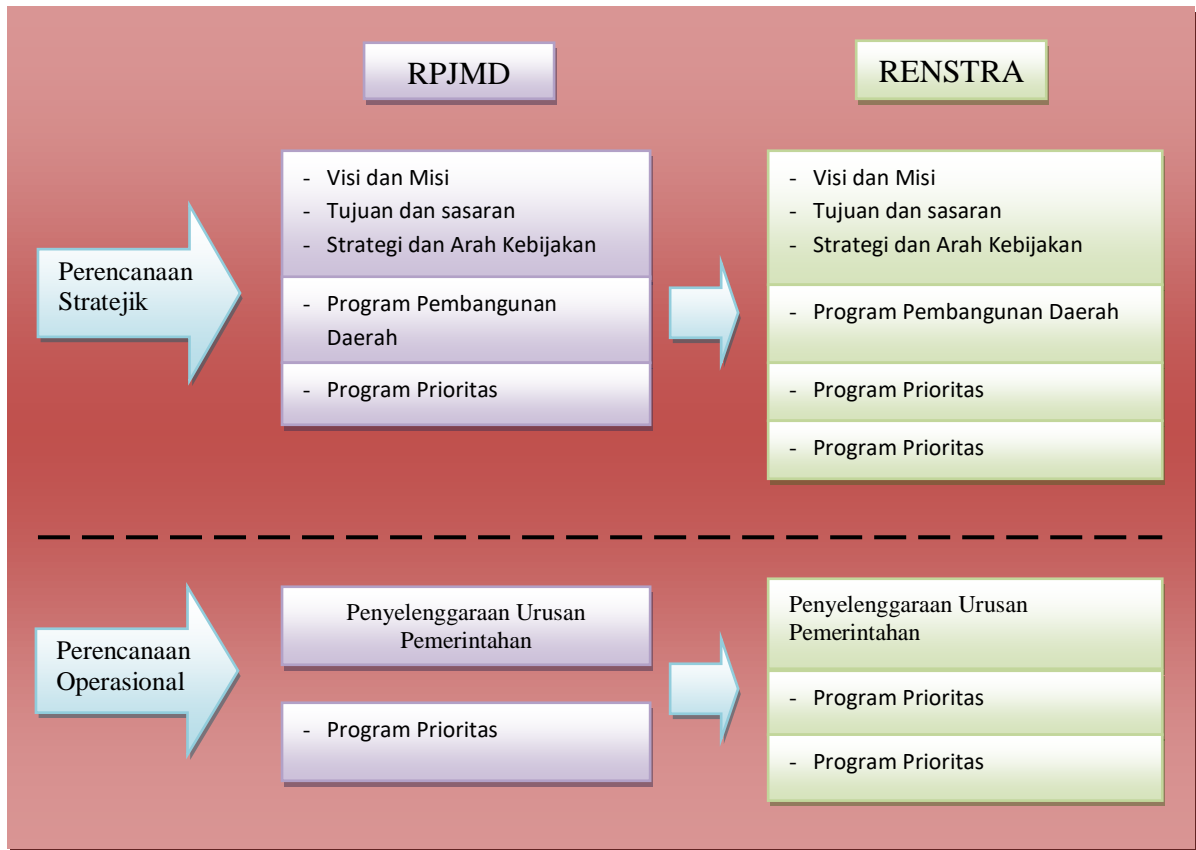 RPJMD
RENSTRA
Perencanaan
Stratejik
- Visi dan Misi
- Tujuan dan sasaran
- Strategi dan Arah Kebijakan
- Program Pembangunan
Daerah
- Program Prioritas
- Visi dan Misi
- Tujuan dan sasaran
- Strategi dan Arah Kebijakan
- Program Pembangunan Daerah
- Program Prioritas
- Program Prioritas
Perencanaan
Operasional
Penyelenggaraan Urusan
Pemerintahan
- Program Prioritas
Penyelenggaraan Urusan
Pemerintahan
- Program Prioritas
- Program Prioritas